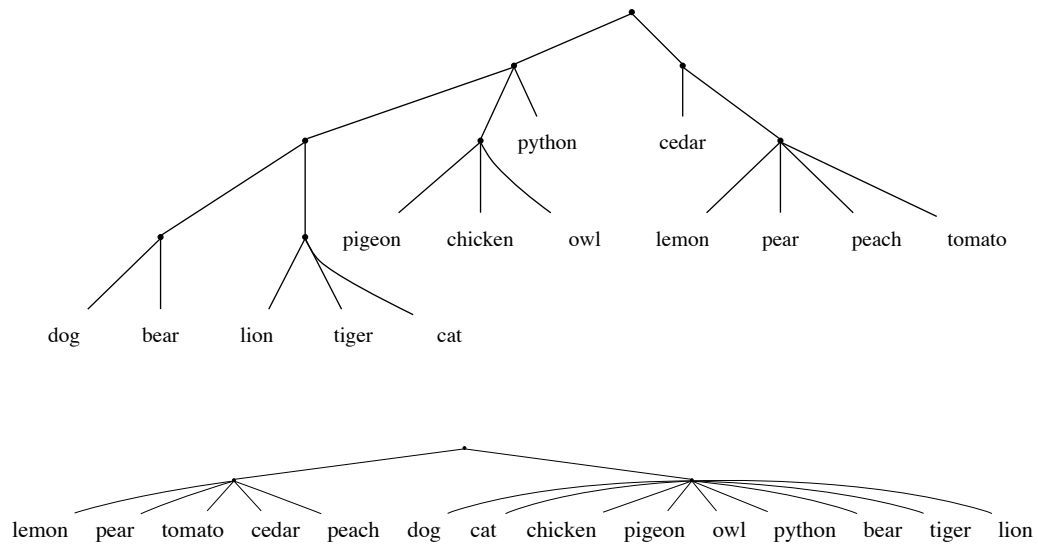 python cedar
pigeon chicken owl lemon pear peach tomato
dog bear lion tiger cat
lemon pear tomato cedar peach dog cat chicken pigeon owl python bear tiger lion